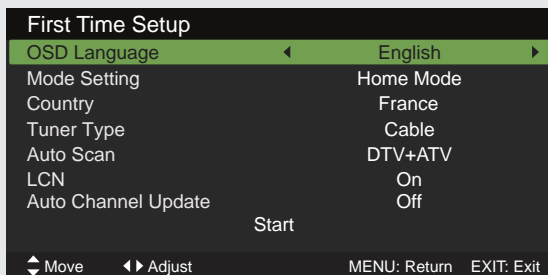 First Time Setup
OSD Language English
Mode Setting Home Mode
Country France
Tuner Type Cable
Auto Scan DTV+ATV
LCN On
Auto Channel Update Off
Start
Move Adjust MENU: Return EXIT: Exit